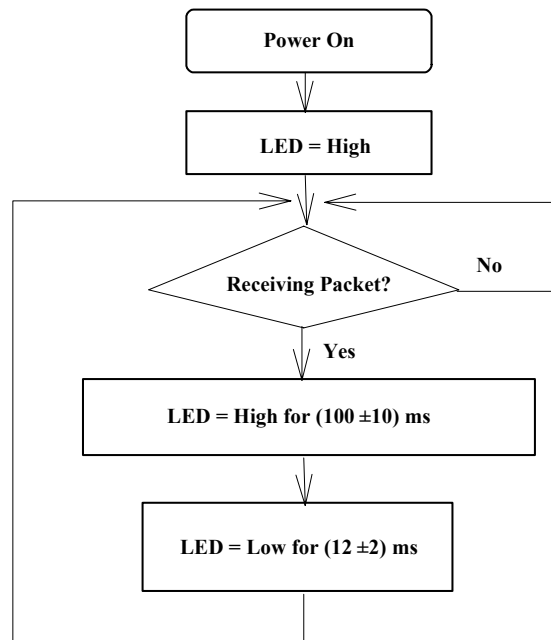 Power On
LED = High
Receiving Packet?
No
Yes
LED = High for (100 ±10) ms
LED = Low for (12 ±2) ms